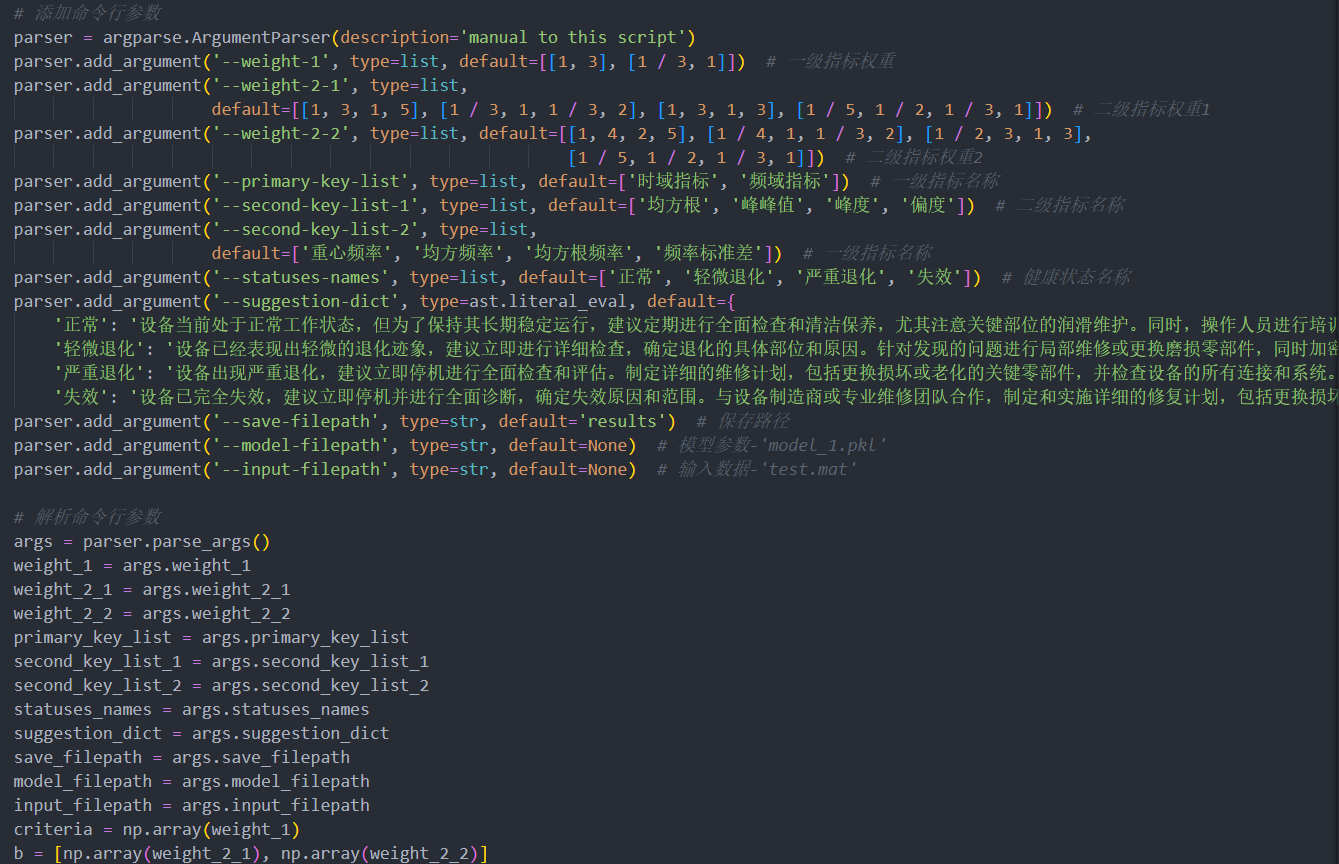 # 添加命令行参数
parser = argparse.ArgumentParser(description='manual to this script')
parser.add_argument('--weight-1', type=list, default=[[1, 3], [1 / 3, 1]])  # 一级指标权重
parser.add_argument('--weight-2-1', type=list,
                    default=[[1, 3, 1, 5], [1 / 3, 1, 1 / 3, 2], [1, 3, 1, 3], [1 / 5, 1 / 2, 1 / 3, 1]])  # 二级指标权重1
parser.add_argument('--weight-2-2', type=list, default=[[1, 4, 2, 5], [1 / 4, 1, 1 / 3, 2], [1 / 2, 3, 1, 3],
                                                        [1 / 5, 1 / 2, 1 / 3, 1]])  # 二级指标权重2
parser.add_argument('--primary-key-list', type=list, default=['时域指标', '频域指标'])  # 一级指标名称
parser.add_argument('--second-key-list-1', type=list, default=['均方根', '峰峰值', '峰度', '偏度'])  # 二级指标名称
parser.add_argument('--second-key-list-2', type=list,
                    default=['重心频率', '均方频率', '均方根频率', '频率标准差'])  # 一级指标名称
parser.add_argument('--statuses-names', type=list, default=['正常', '轻微退化', '严重退化', '失效'])  # 健康状态名称
parser.add_argument('--suggestion-dict', type=ast.literal_eval, default={
    '正常': '设备当前处于正常工作状态，但为了保持其长期稳定运行，建议定期进行全面检查和清洁保养，尤其注意关键部位的润滑维护。同时，操作人员进行培训
    '轻微退化': '设备已经表现出轻微的退化迹象，建议立即进行详细检查，确定退化的具体部位和原因。针对发现的问题进行局部维修或更换磨损零部件，同时加密
    '严重退化': '设备出现严重退化，建议立即停机进行全面检查和评估。制定详细的维修计划，包括更换损坏或老化的关键零部件，并检查设备的所有连接和系统。
    '失效': '设备已完全失效，建议立即停机并进行全面诊断，确定失效原因和范围。与设备制造商或专业维修团队合作，制定和实施详细的修复计划，包括更换损坏
parser.add_argument('--save-filepath', type=str, default='results')  # 保存路径
parser.add_argument('--model-filepath', type=str, default=None)  # 模型参数-'model_1.pkl'
parser.add_argument('--input-filepath', type=str, default=None)  # 输入数据-'test.mat'

# 解析命令行参数
args = parser.parse_args()
weight_1 = args.weight_1
weight_2_1 = args.weight_2_1
weight_2_2 = args.weight_2_2
primary_key_list = args.primary_key_list
second_key_list_1 = args.second_key_list_1
second_key_list_2 = args.second_key_list_2
statuses_names = args.statuses_names
suggestion_dict = args.suggestion_dict
save_filepath = args.save_filepath
model_filepath = args.model_filepath
input_filepath = args.input_filepath
criteria = np.array(weight_1)
b = [np.array(weight_2_1), np.array(weight_2_2)]